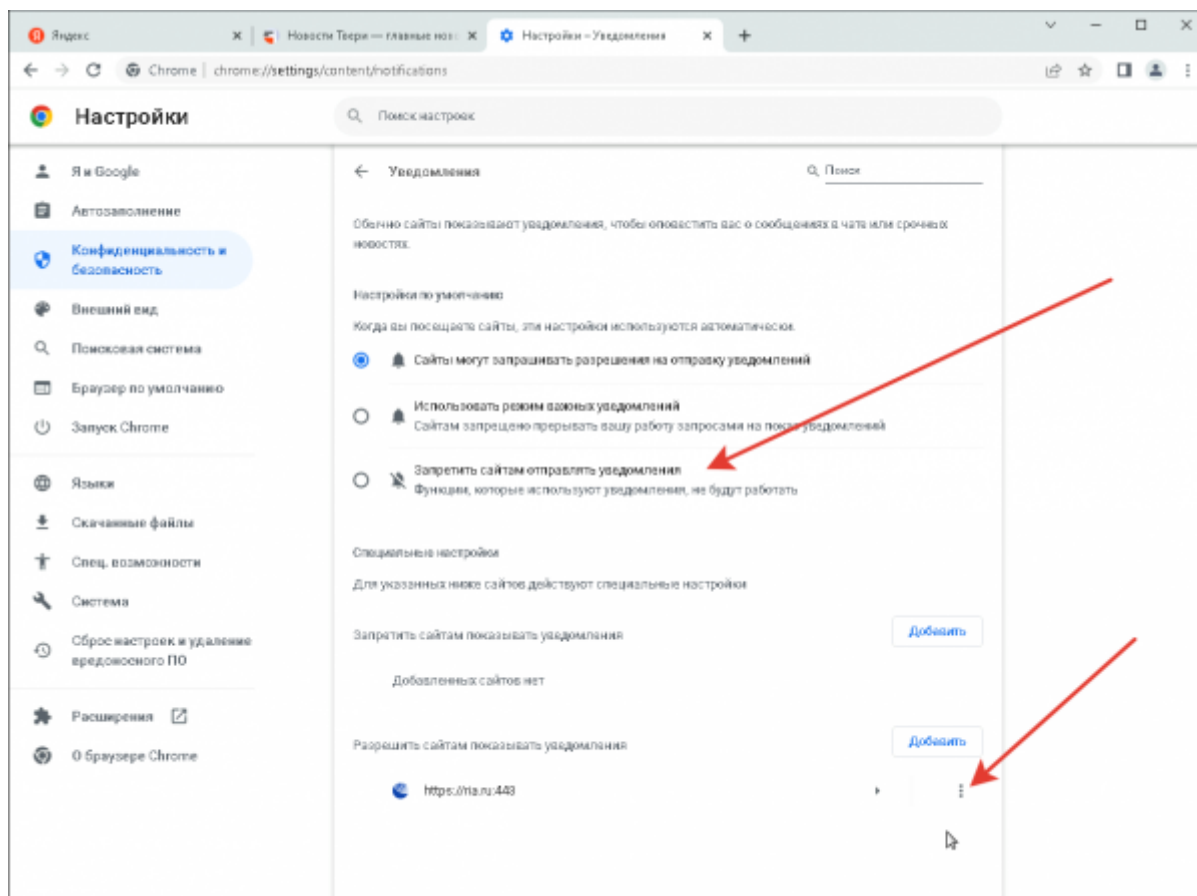 Яндекс
Новости Твери — главные нов
Настройки – Уведомления
Chrome | chrome://settings/content/notifications
Настройки
Поиск настроек
Я и Google
Автозаполнение
Конфиденциальность и
безопасность
Внешний вид
Поисковая система
Браузер по умолчанию
Запуск Chrome
Языки
Скачанные файлы
Спец. возможности
Система
Сброс настроек и удаление
вредоносного ПО
Расширения
О браузере Chrome
Уведомления
Поиск
Обычно сайты показывают уведомления, чтобы оповестить вас о сообщениях в чате или срочных
новостях.
Настройки по умолчанию
Когда вы посещаете сайты, эти настройки используются автоматически.
Сайты могут запрашивать разрешения на отправку уведомлений
Использовать режим важных уведомлений
Сайтам запрещено прерывать вашу работу запросами на показ уведомлений
Запретить сайтам отправлять уведомления
Функции, которые используют уведомления, не будут работать
Специальные настройки
Для указанных ниже сайтов действуют специальные настройки
Запретить сайтам показывать уведомления
Добавить
Добавленных сайтов нет
Разрешить сайтам показывать уведомления
Добавить
https://ria.ru:443